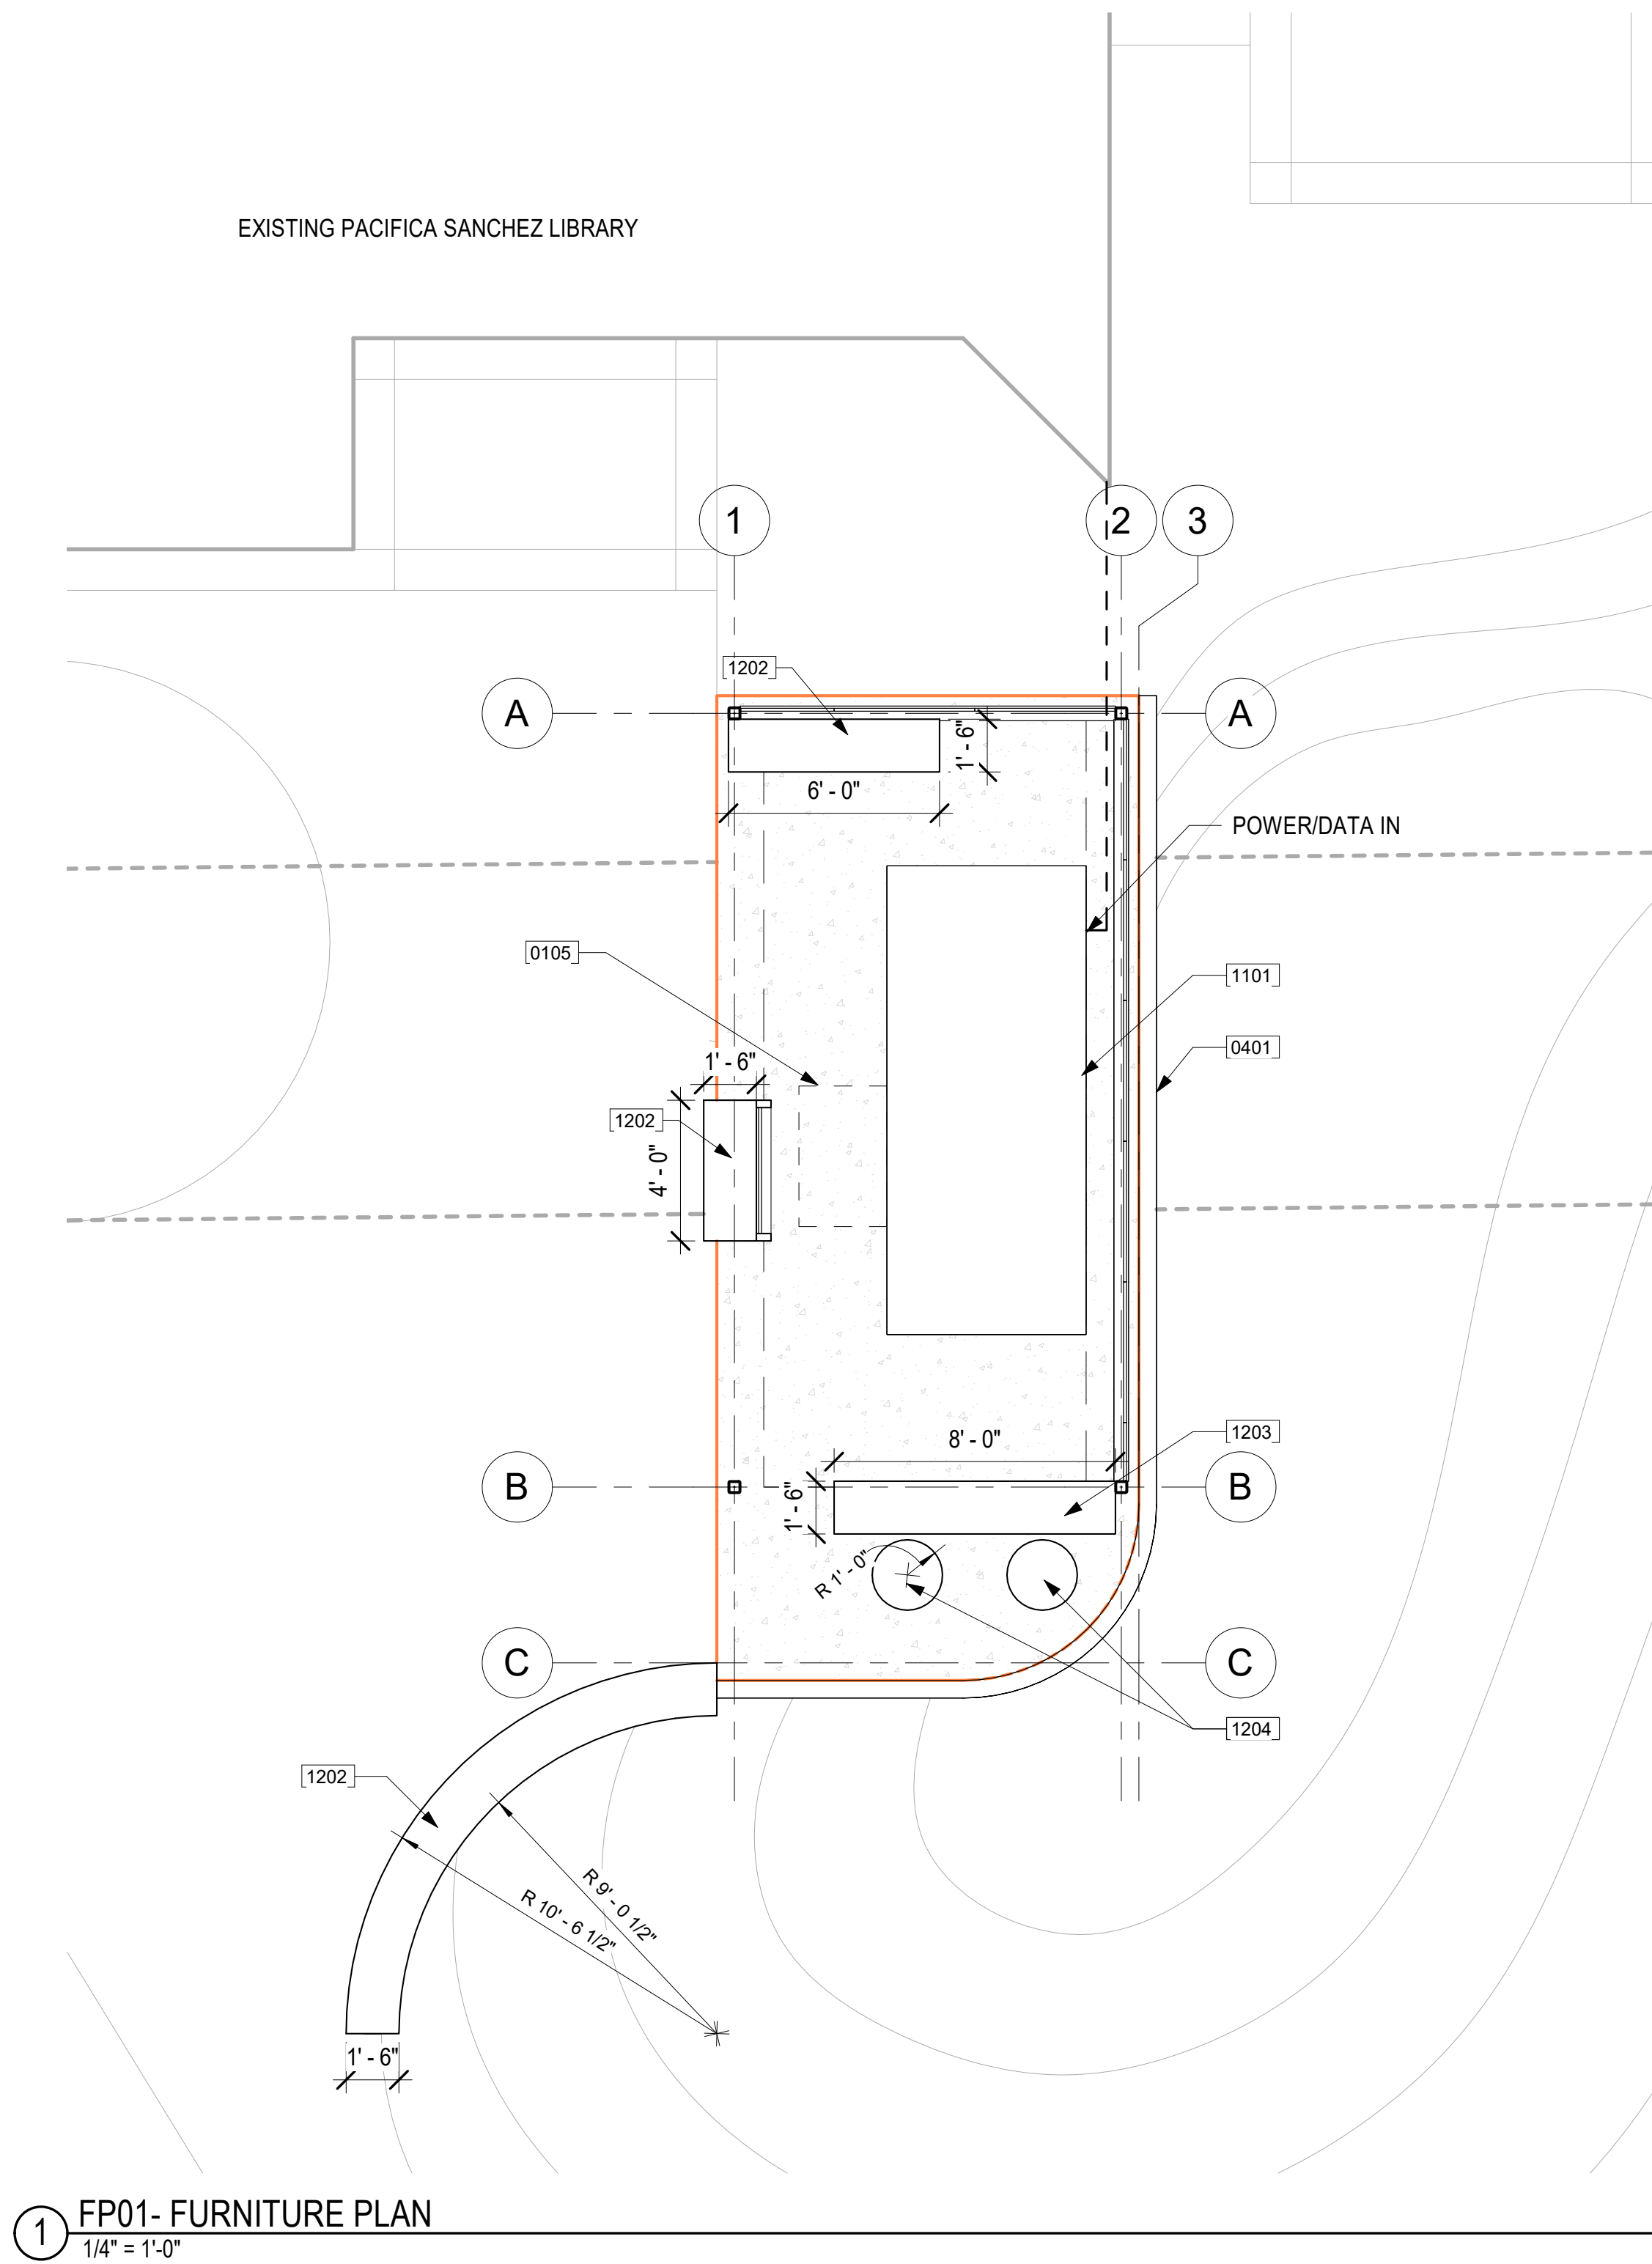 EXISTING PACIFICA SANCHEZ LIBRARY
1
2
3
1202
A
A
1' - 6"
6' - 0"
POWER/DATA IN
0105
1101
0401
1' - 6"
1202
4' - 0"
1203
8' - 0"
B
B
1' - 6"
R 1' - 0"
C
C
1204
1202
R 9' - 0 1/2"
R 10' - 6 1/2"
1' - 6"
1 FP01- FURNITURE PLAN
1/4" = 1'-0"